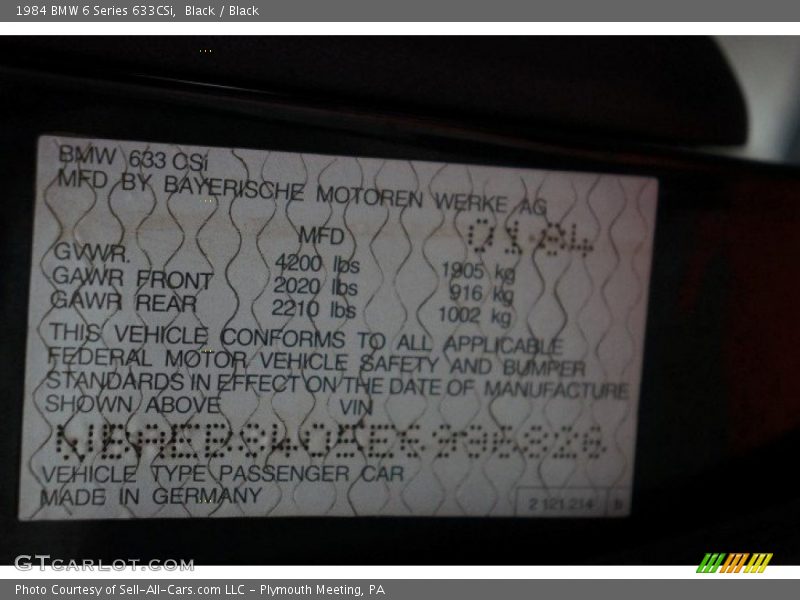 1984 BMW 6 Series 633CSi,  Black / Black
BMW 633 CSi
MFD BY BAYERISCHE MOTOREN WERKE AG
MFD 01·84
GVWR. 4200 lbs 1905 kg
GAWR FRONT 2020 lbs 916 kg
GAWR REAR 2210 lbs 1002 kg
THIS VEHICLE CONFORMS TO ALL APPLICABLE
FEDERAL MOTOR VEHICLE SAFETY AND BUMPER
STANDARDS IN EFFECT ON THE DATE OF MANUFACTURE
SHOWN ABOVE VIN
VEHICLE TYPE PASSENGER CAR
MADE IN GERMANY
2 121 214 B
GTCarLot.com
Photo Courtesy of Sell-All-Cars.com LLC - Plymouth Meeting, PA